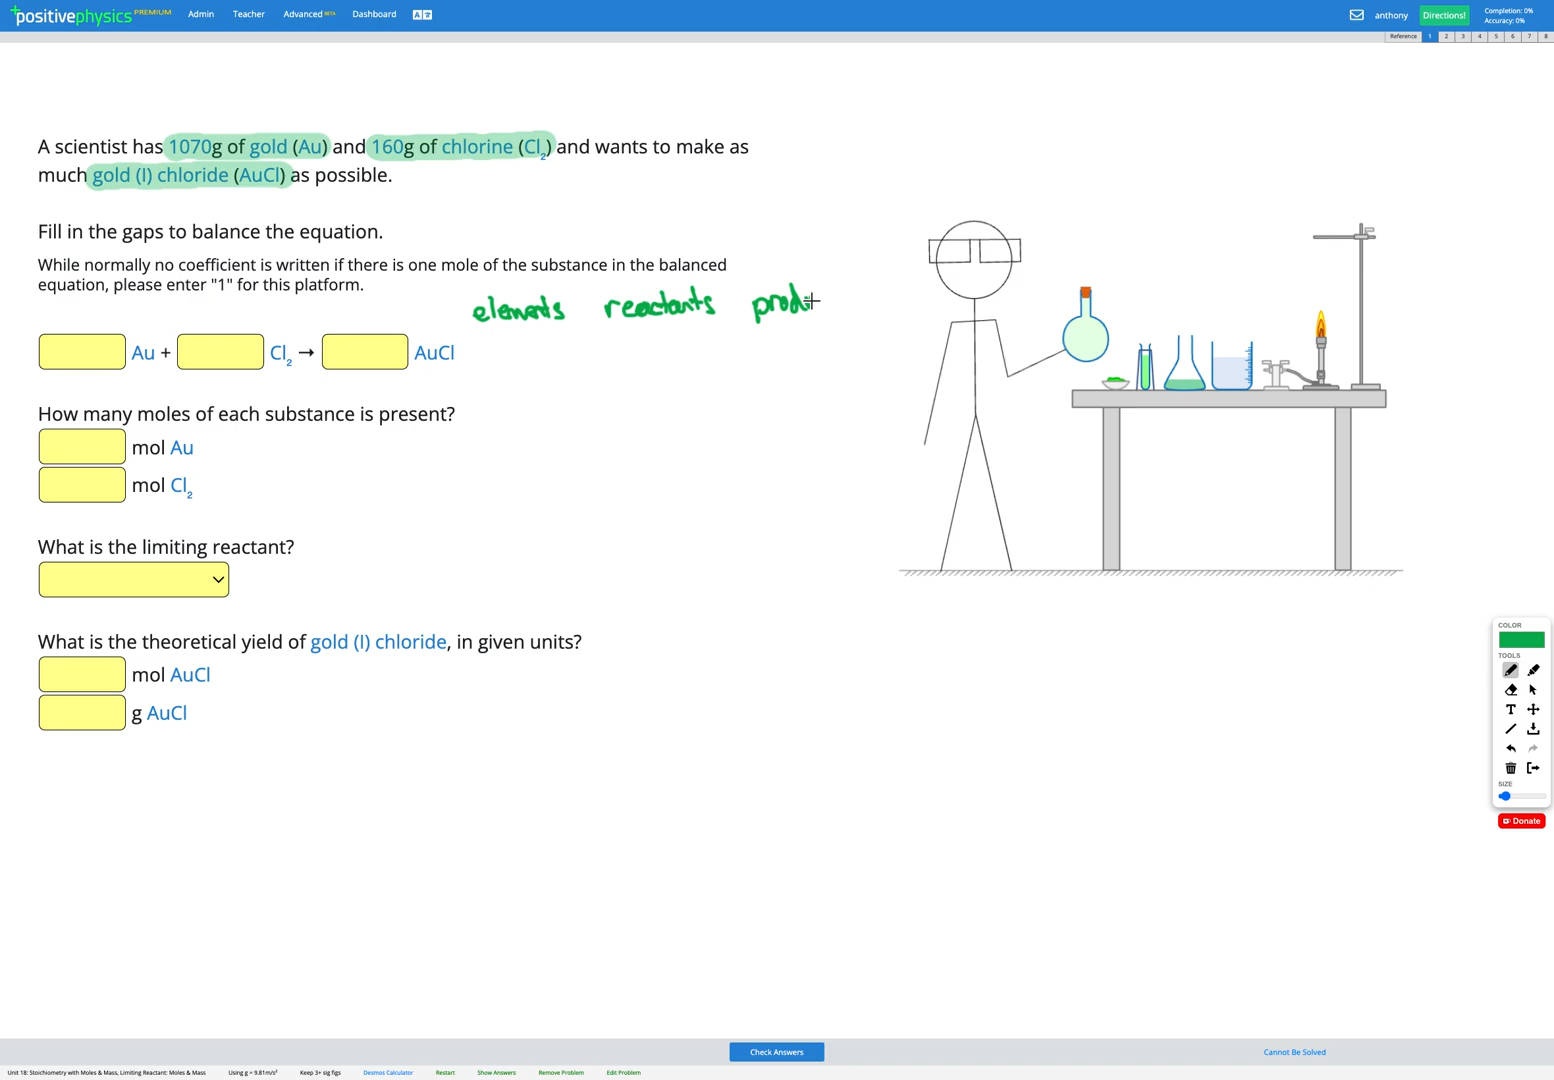 +positivephysics PREMIUM Admin Teacher Advanced BETA Dashboard A anthony Directions! Completion: 0%
Accuracy: 0%
Reference 1 2 3 4 5 6 7 8
A scientist has 1070g of gold (Au) and 160g of chlorine (Cl₂) and wants to make as
much gold (I) chloride (AuCl) as possible.
Fill in the gaps to balance the equation.
While normally no coefficient is written if there is one mole of the substance in the balanced
equation, please enter "1" for this platform.
elements reactants produ
Au + Cl₂ → AuCl
How many moles of each substance is present?
mol Au
mol Cl₂
What is the limiting reactant?
What is the theoretical yield of gold (I) chloride, in given units?
mol AuCl
g AuCl
COLOR
TOOLS
T
SIZE
Donate
Check Answers Cannot Be Solved
Unit 18: Stoichiometry with Moles & Mass, Limiting Reactant: Moles & Mass Using g = 9.81m/s² Keep 3+ sig figs Desmos Calculator Restart Show Answers Remove Problem Edit Problem